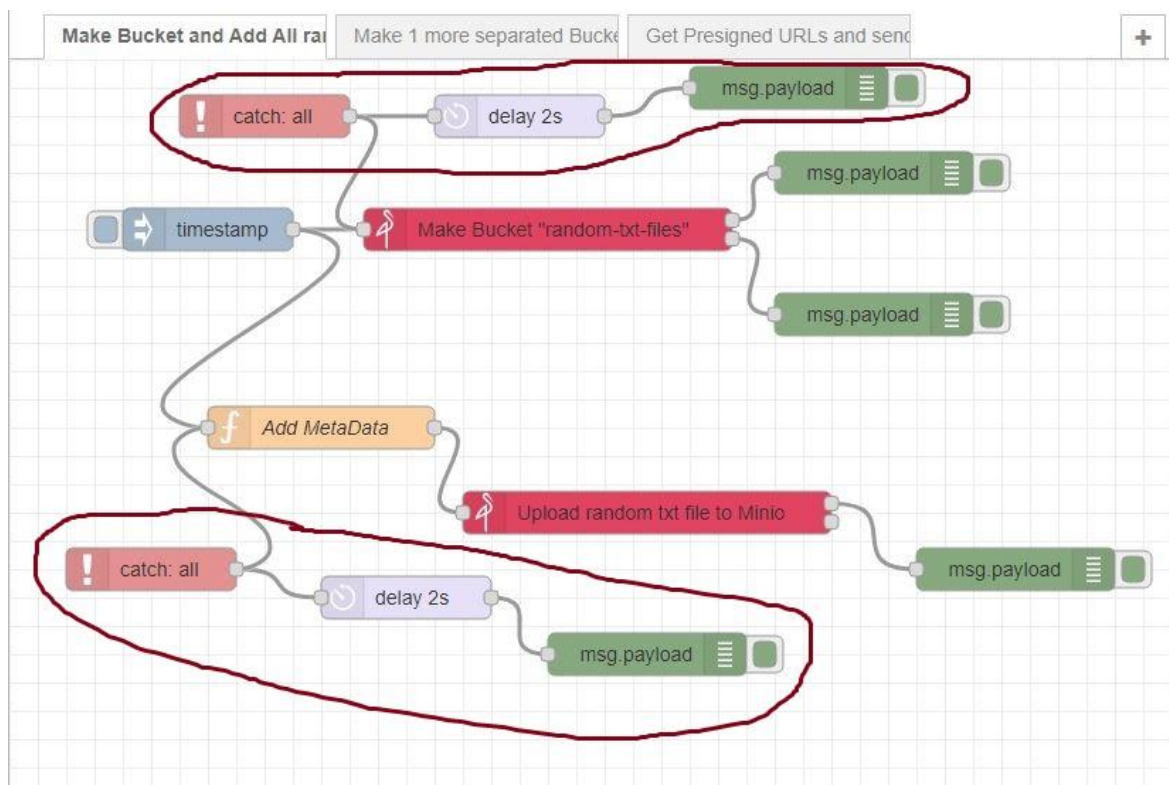 Make Bucket and Add All rai
Make 1 more separated Bucke
Get Presigned URLs and send
+
msg.payload
catch: all
delay 2s
msg.payload
timestamp
Make Bucket "random-txt-files"
msg.payload
Add MetaData
Upload random txt file to Minio
catch: all
msg.payload
delay 2s
msg.payload